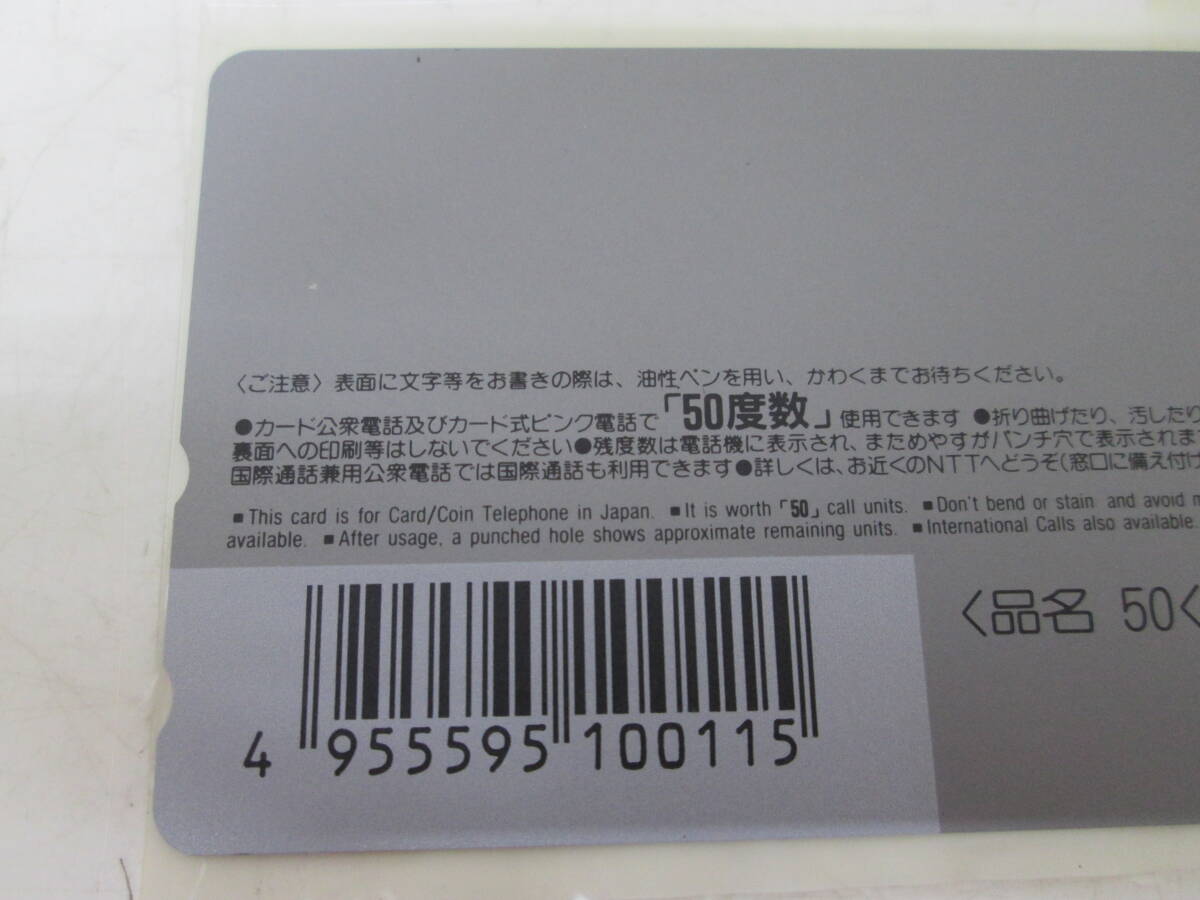 〈ご注意〉表面に文字等をお書きの際は、油性ペンを用い、かわくまでお待ちください。
●カード公衆電話及びカード式ピンク電話で「50度数」使用できます ●折り曲げたり、汚したり
裏面への印刷等はしないでください●残度数は電話機に表示され、まためやすがパンチ穴で表示されま
国際通話兼用公衆電話では国際通話も利用できます●詳しくは、お近くのNTTへどうぞ(窓口に備え付け
■This card is for Card/Coin Telephone in Japan. ■It is worth「50」call units. ■Don't bend or stain and avoid
available. ■After usage, a punched hole shows approximate remaining units. ■International Calls also available.
〈品名 50〈
4 955595 100115